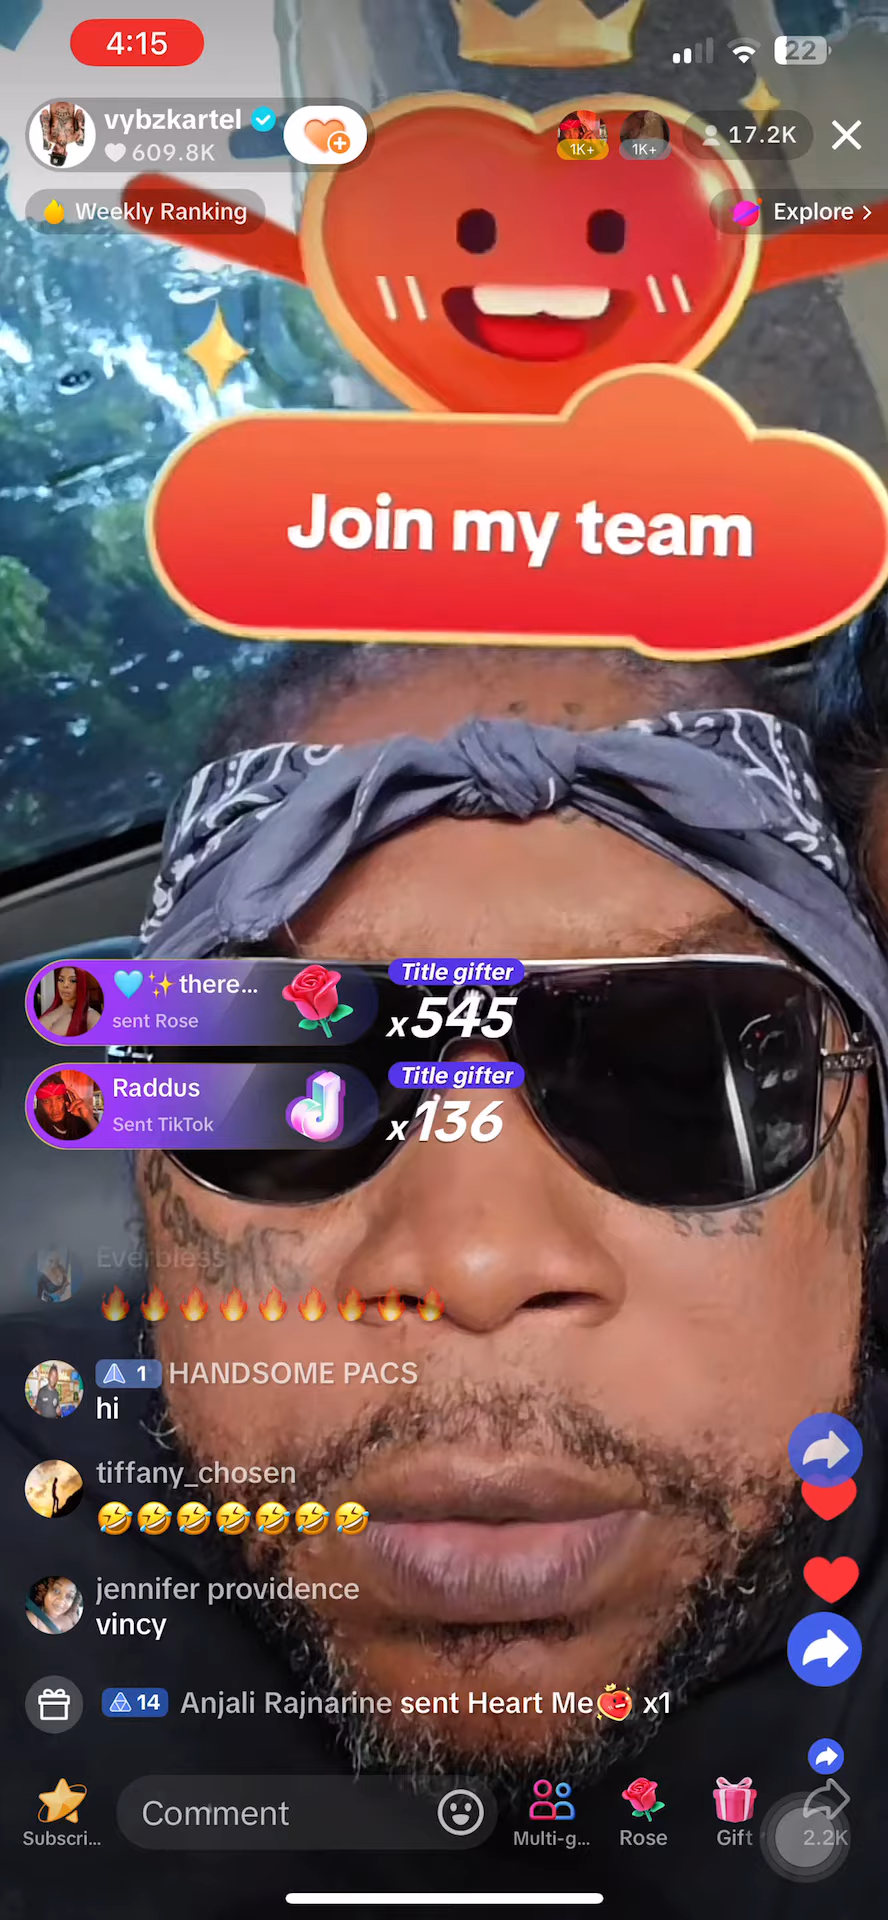 4:15
22
vybzkartel
609.8K
1K+
1K+
17.2K
Weekly Ranking
Explore >
Join my team
🩵✨there...
sent Rose
Title gifter
x545
Raddus
Sent TikTok
Title gifter
x136
Everbless
🔥🔥🔥🔥🔥🔥🔥🔥🔥
1 HANDSOME PACS
hi
tiffany_chosen
🤣🤣🤣🤣🤣🤣🤣
jennifer providence
vincy
14 Anjali Rajnarine sent Heart Me x1
Subscri...
Comment
Multi-g...
Rose
Gift
2.2K